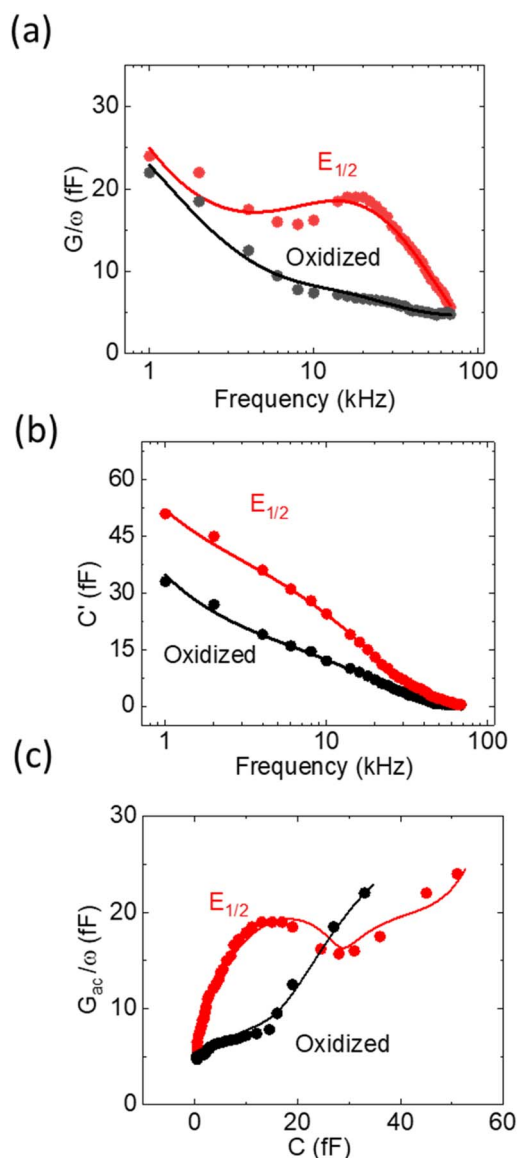 (a)
30
20
10
0
G/ω (fF)
E1/2
Oxidized
1
10
100
Frequency (kHz)
(b)
60
45
30
15
0
C' (fF)
E1/2
Oxidized
1
10
100
Frequency (kHz)
(c)
30
20
10
0
Gac/ω (fF)
E1/2
Oxidized
0
20
40
60
C (fF)